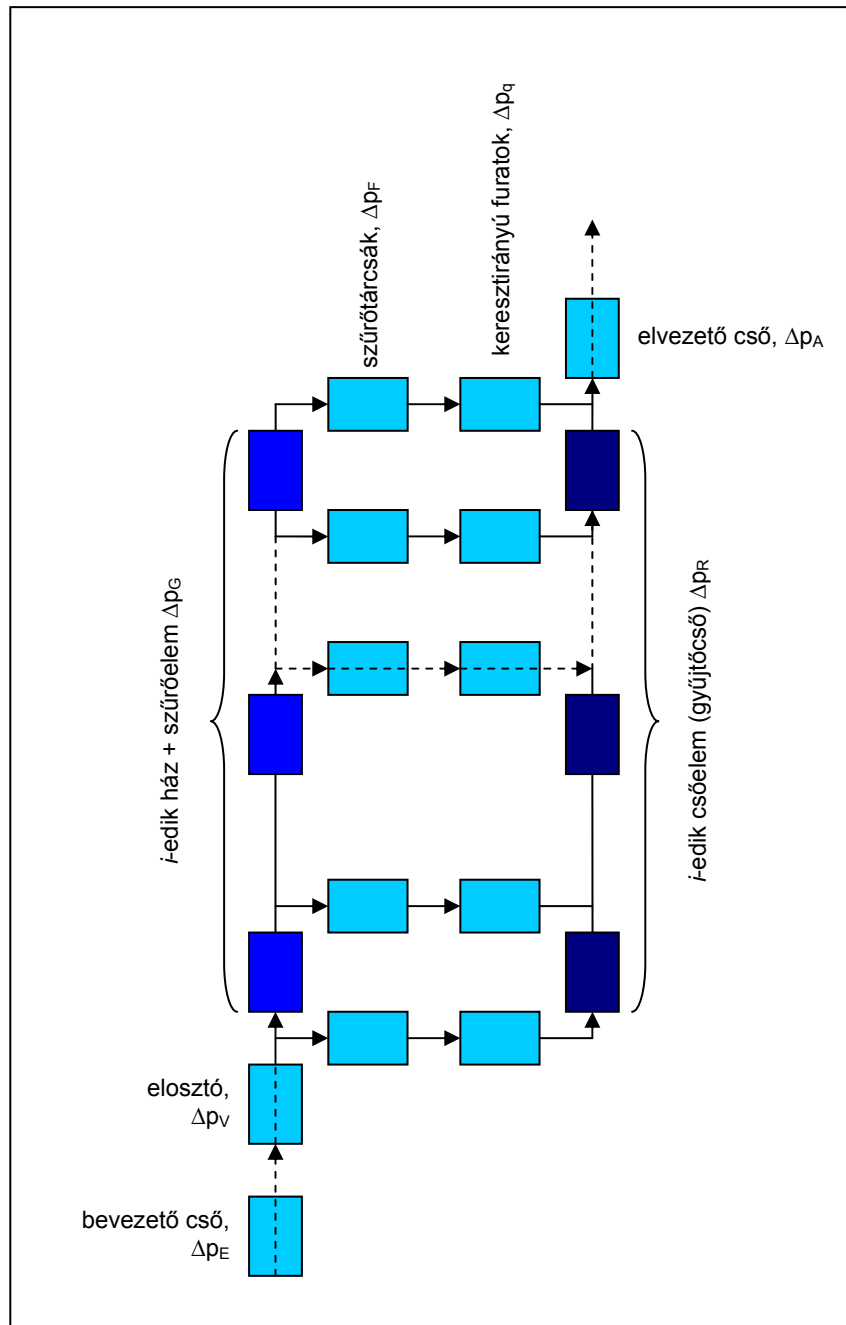 szűrőtárcsák, ΔpF
keresztirányú furatok, Δpq
elvezető cső, ΔpA
i-edik ház + szűrőelem ΔpG
i-edik csőelem (gyűjtőcső) ΔpR
elosztó,
ΔpV
bevezető cső,
ΔpE